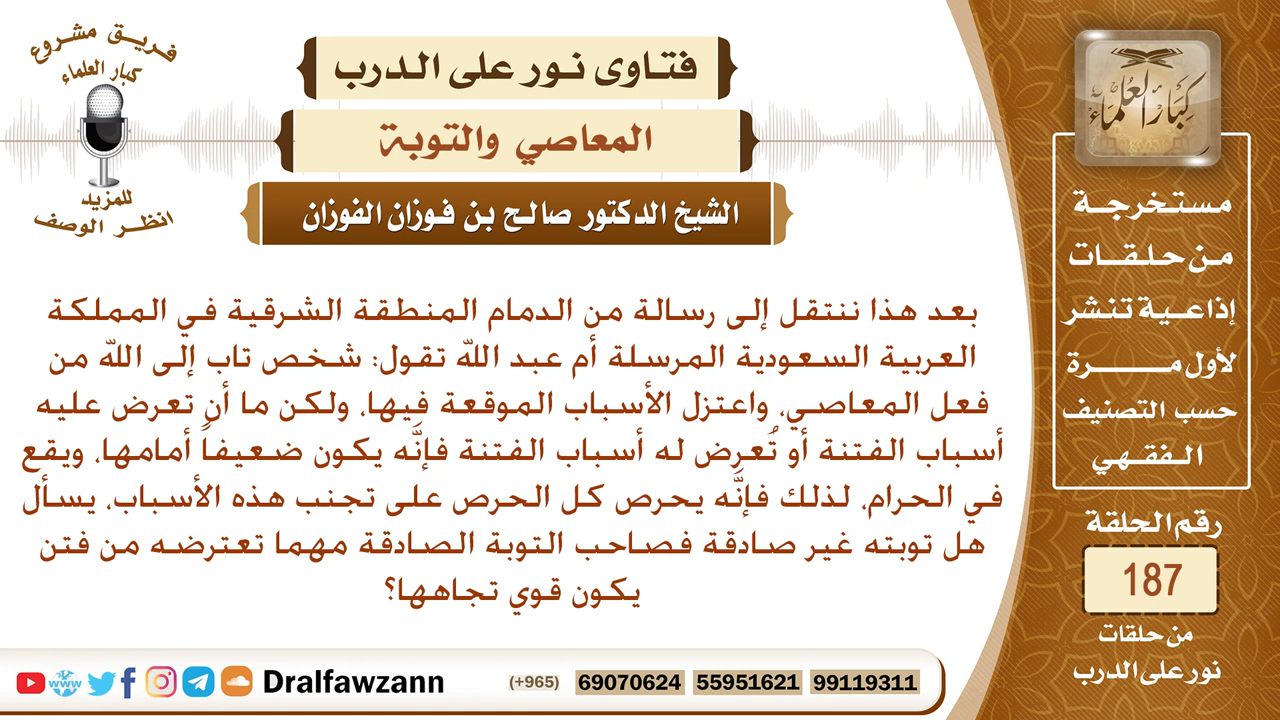 فريق مشروع
كبار العلماء
للمزيد
انظر الوصف
فتاوى نور على الدرب
المعاصي والتوبة
الشيخ الدكتور صالح بن فوزان الفوزان
بعد هذا ننتقل إلى رسالة من الدمام المنطقة الشرقية في المملكة
العربية السعودية المرسلة أم عبد الله تقول: شخص تاب إلى الله من
فعل المعاصي، واعتزل الأسباب الموقعة فيها، ولكن ما أن تعرض عليه
أسباب الفتنة أو تُعرض له أسباب الفتنة فإنَّه يكون ضعيفاً أمامها، ويقع
في الحرام، لذلك فإنَّه يحرص كل الحرص على تجنب هذه الأسباب، يسأل
هل توبته غير صادقة فصاحب التوبة الصادقة مهما تعترضه من فتن
يكون قوي تجاهها؟
كبار العلماء
مستخرجة
من حلقات
إذاعية تنشر
لأول مرة
حسب التصنيف
الفقهي
رقم الحلقة
187
من حلقات
نور على الدرب
www Dralfawzann (+965) 69070624 55951621 99119311